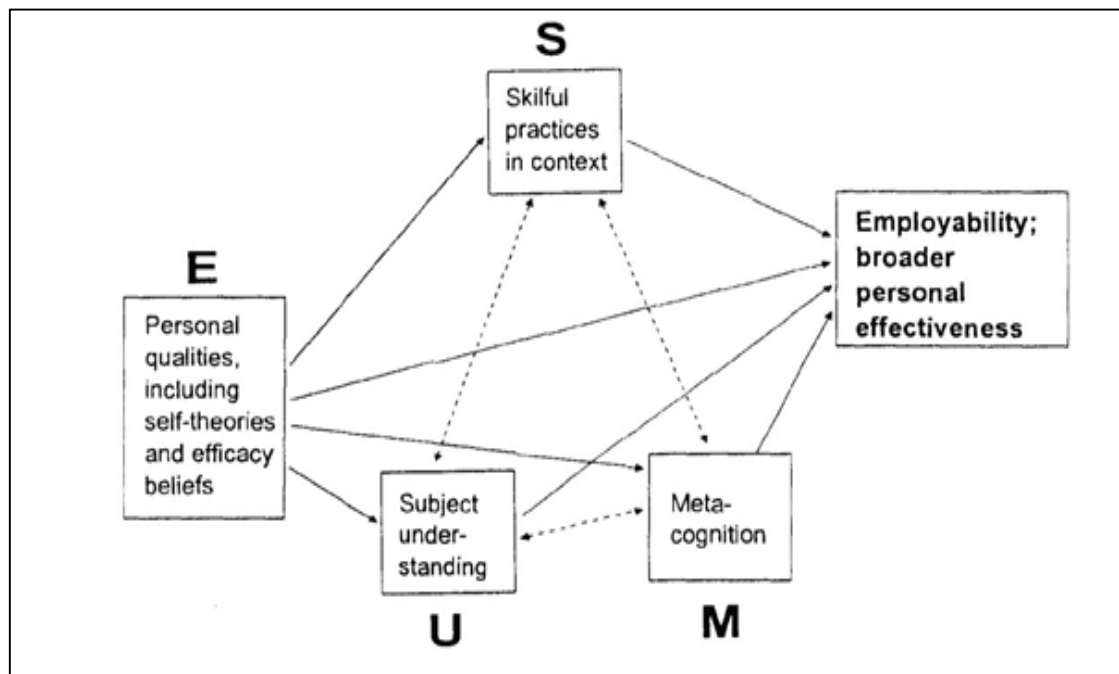 S
Skilful
practices
in context
Employability;
broader
personal
effectiveness
E
Personal
qualities,
including
self-theories
and efficacy
beliefs
Subject
under-
standing
U
Meta-
cognition
M